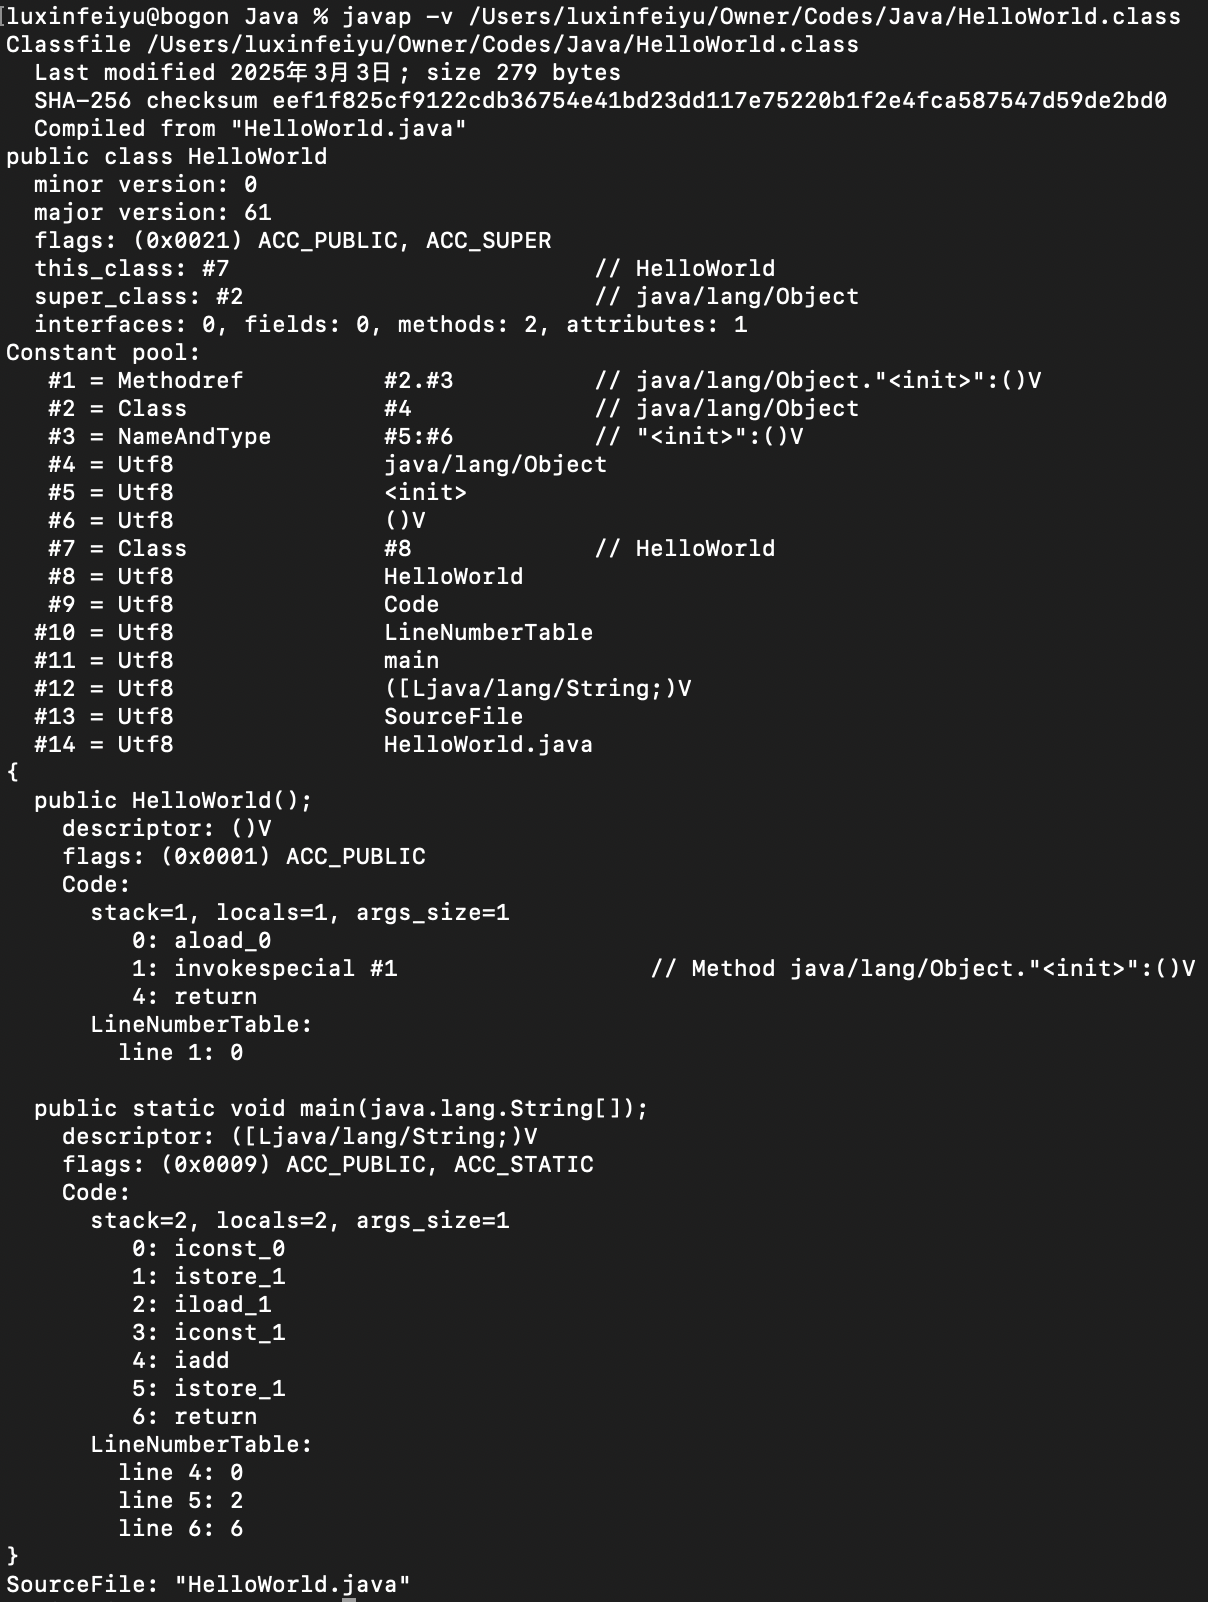 luxinfeiyu@bogon Java % javap -v /Users/luxinfeiyu/Owner/Codes/Java/HelloWorld.class
Classfile /Users/luxinfeiyu/Owner/Codes/Java/HelloWorld.class
  Last modified 2025年3月3日; size 279 bytes
  SHA-256 checksum eef1f825cf9122cdb36754e41bd23dd117e75220b1f2e4fca587547d59de2bd0
  Compiled from "HelloWorld.java"
public class HelloWorld
  minor version: 0
  major version: 61
  flags: (0x0021) ACC_PUBLIC, ACC_SUPER
  this_class: #7                          // HelloWorld
  super_class: #2                         // java/lang/Object
  interfaces: 0, fields: 0, methods: 2, attributes: 1
Constant pool:
   #1 = Methodref          #2.#3          // java/lang/Object."<init>":()V
   #2 = Class              #4             // java/lang/Object
   #3 = NameAndType        #5:#6          // "<init>":()V
   #4 = Utf8               java/lang/Object
   #5 = Utf8               <init>
   #6 = Utf8               ()V
   #7 = Class              #8             // HelloWorld
   #8 = Utf8               HelloWorld
   #9 = Utf8               Code
  #10 = Utf8               LineNumberTable
  #11 = Utf8               main
  #12 = Utf8               ([Ljava/lang/String;)V
  #13 = Utf8               SourceFile
  #14 = Utf8               HelloWorld.java
{
  public HelloWorld();
    descriptor: ()V
    flags: (0x0001) ACC_PUBLIC
    Code:
      stack=1, locals=1, args_size=1
         0: aload_0
         1: invokespecial #1                  // Method java/lang/Object."<init>":()V
         4: return
      LineNumberTable:
        line 1: 0

  public static void main(java.lang.String[]);
    descriptor: ([Ljava/lang/String;)V
    flags: (0x0009) ACC_PUBLIC, ACC_STATIC
    Code:
      stack=2, locals=2, args_size=1
         0: iconst_0
         1: istore_1
         2: iload_1
         3: iconst_1
         4: iadd
         5: istore_1
         6: return
      LineNumberTable:
        line 4: 0
        line 5: 2
        line 6: 6
}
SourceFile: "HelloWorld.java"